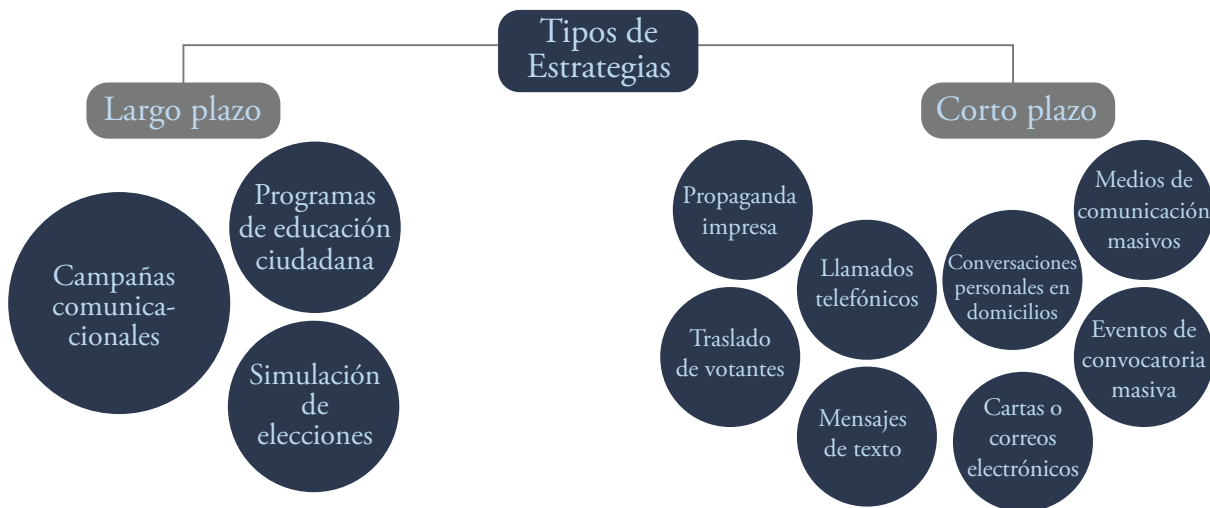 Tipos de
Estrategias
Largo plazo
Corto plazo
Campañas
comunica-
cionales
Programas
de educación
ciudadana
Simulación
de
elecciones
Propaganda
impresa
Traslado
de votantes
Llamados
telefónicos
Mensajes
de texto
Conversaciones
personales en
domicilios
Cartas o
correos
electrónicos
Medios de
comunicación
masivos
Eventos de
convocatoria
masiva